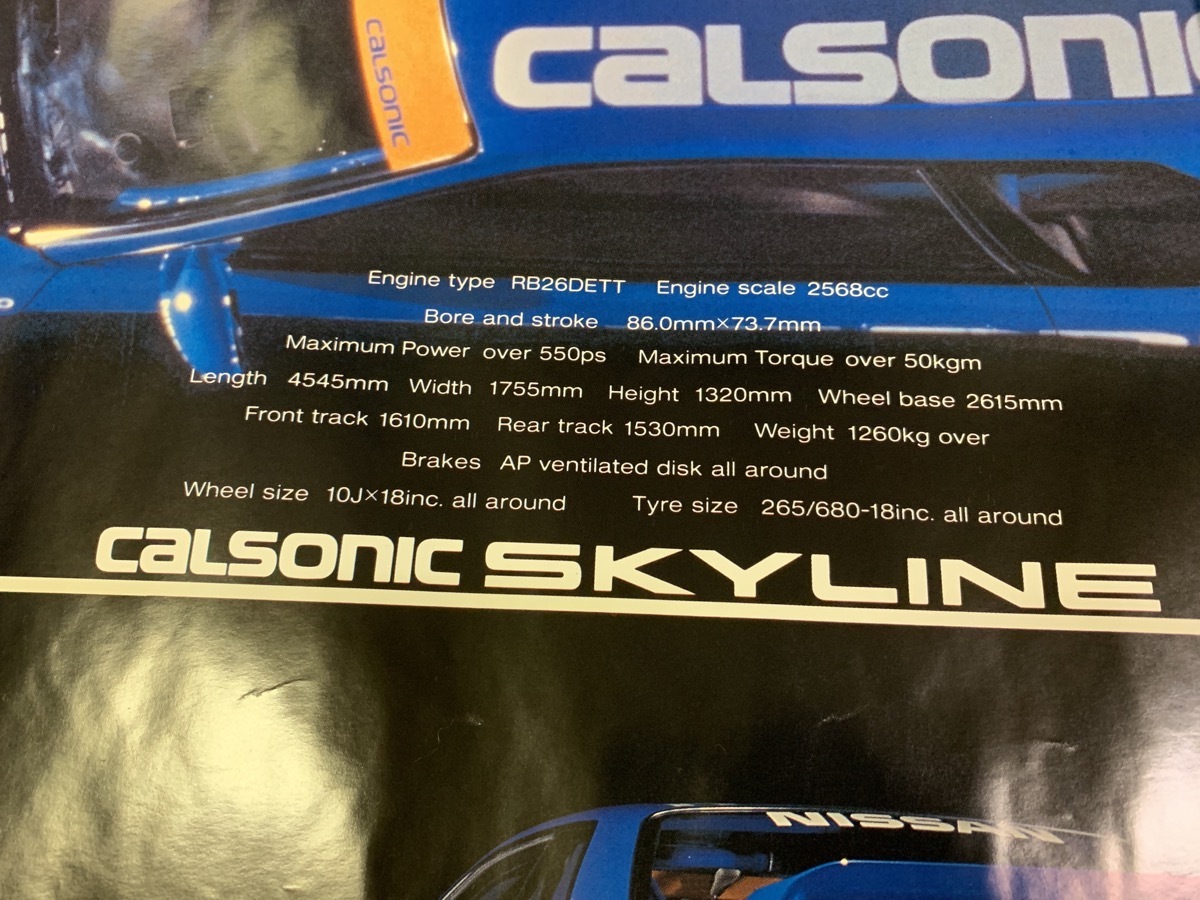 CALSONIC
CALSONIC
Engine type RB26DETT Engine scale 2568cc
Bore and stroke 86.0mm×73.7mm
Maximum Power over 550ps Maximum Torque over 50kgm
Length 4545mm Width 1755mm Height 1320mm Wheel base 2615mm
Front track 1610mm Rear track 1530mm Weight 1260kg over
Brakes AP ventilated disk all around
Wheel size 10J×18inc. all around Tyre size 265/680-18inc. all around
CALSONIC SKYLINE
NISSAN